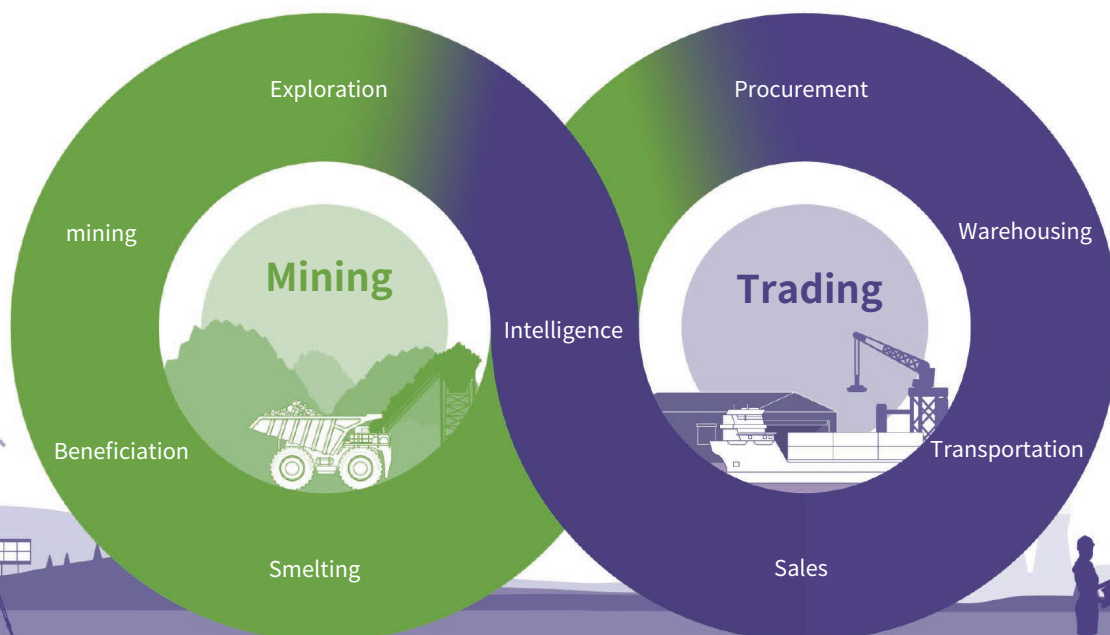 Exploration
mining
Mining
Beneficiation
Smelting
Intelligence
Procurement
Warehousing
Trading
Transportation
Sales